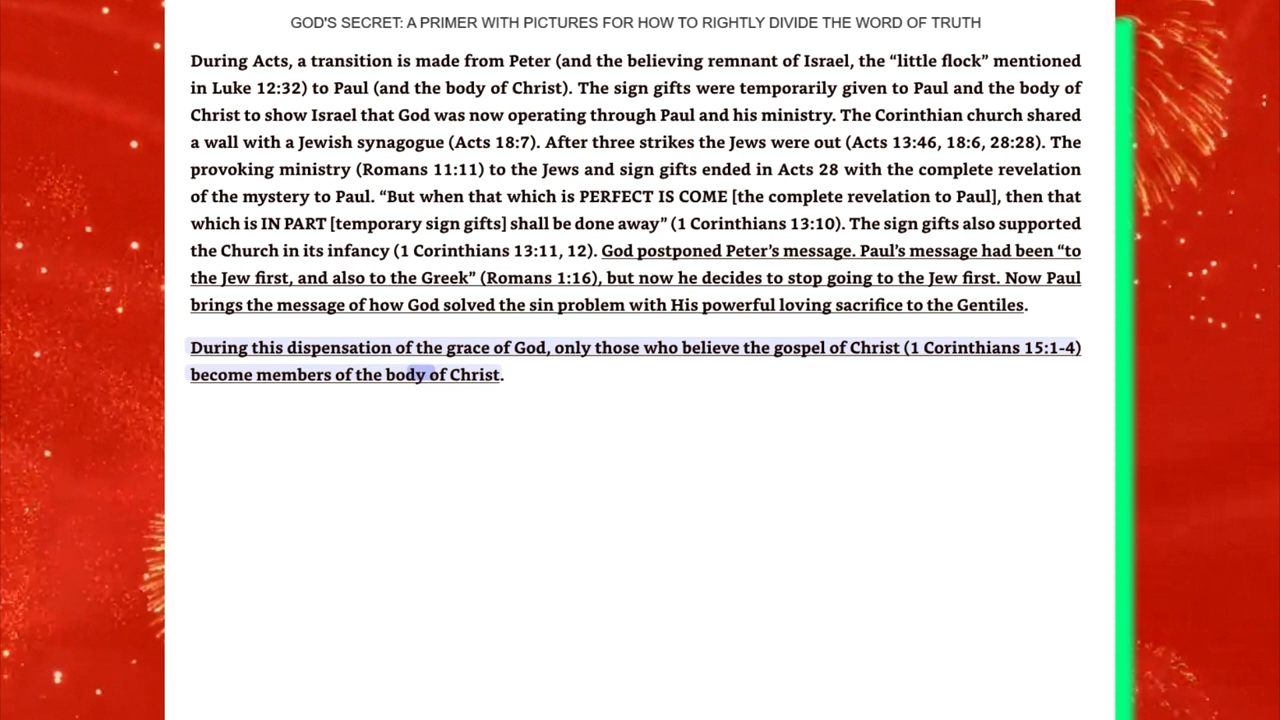 GOD'S SECRET: A PRIMER WITH PICTURES FOR HOW TO RIGHTLY DIVIDE THE WORD OF TRUTH
During Acts, a transition is made from Peter (and the believing remnant of Israel, the “little flock” mentioned
in Luke 12:32) to Paul (and the body of Christ). The sign gifts were temporarily given to Paul and the body of
Christ to show Israel that God was now operating through Paul and his ministry. The Corinthian church shared
a wall with a Jewish synagogue (Acts 18:7). After three strikes the Jews were out (Acts 13:46, 18:6, 28:28). The
provoking ministry (Romans 11:11) to the Jews and sign gifts ended in Acts 28 with the complete revelation
of the mystery to Paul. “But when that which is PERFECT IS COME [the complete revelation to Paul], then that
which is IN PART [temporary sign gifts] shall be done away” (1 Corinthians 13:10). The sign gifts also supported
the Church in its infancy (1 Corinthians 13:11, 12). God postponed Peter’s message. Paul’s message had been “to
the Jew first, and also to the Greek” (Romans 1:16), but now he decides to stop going to the Jew first. Now Paul
brings the message of how God solved the sin problem with His powerful loving sacrifice to the Gentiles.
During this dispensation of the grace of God, only those who believe the gospel of Christ (1 Corinthians 15:1-4)
become members of the body of Christ.